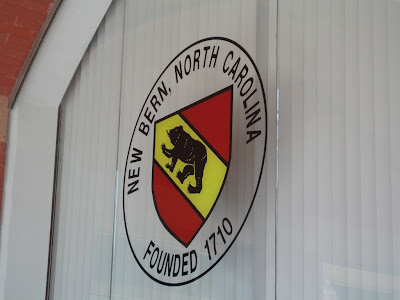 NEW BERN, NORTH CAROLINA
FOUNDED 1710